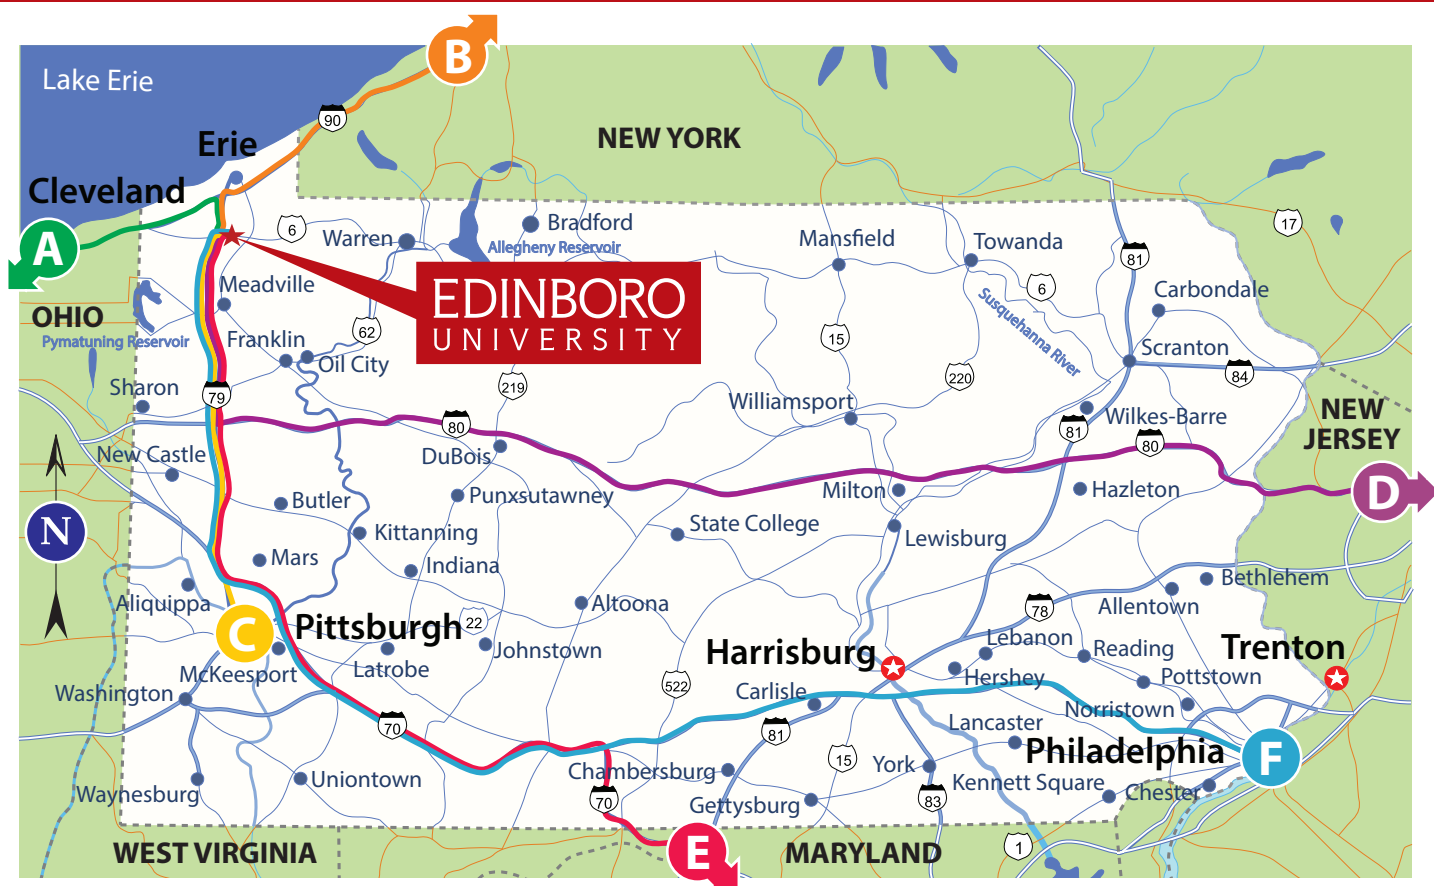 B
Lake Erie
90
Erie
NEW YORK
Cleveland
A
6
Warren
Bradford
Allegheny Reservoir
Mansfield
Towanda
17
81
Meadville
EDINBORO
UNIVERSITY
6
Carbondale
Susquehanna River
OHIO
Pymatuning Reservoir
Franklin
62
Oil City
15
Scranton
84
Sharon
79
219
220
Williamsport
Wilkes-Barre
NEW
JERSEY
80
81
80
New Castle
DuBois
Butler
Punxsutawney
Milton
Hazleton
D
N
Kittanning
State College
Lewisburg
Mars
Indiana
Bethlehem
Aliquippa
Altoona
78
Allentown
C
Pittsburgh
22
Johnstown
Harrisburg
Lebanon
Reading
Trenton
McKeesport
Latrobe
Hershey
Pottstown
Washington
522
Carlisle
Norristown
70
81
Lancaster
Philadelphia
F
Waynesburg
Uniontown
Chambersburg
15
York
Kennett Square
Chester
70
Gettysburg
83
WEST VIRGINIA
E
MARYLAND
1